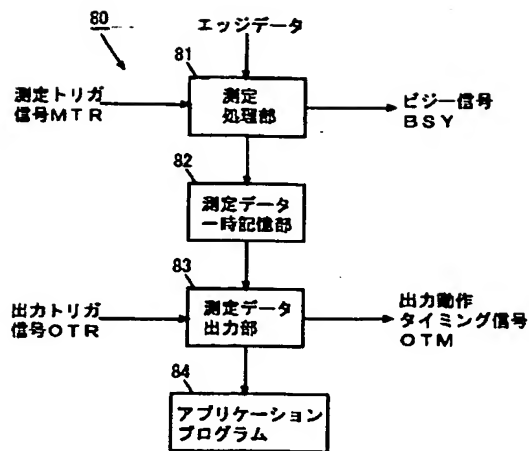 80
エッジデータ
81
測定トリガ
信号MTR
測定
処理部
ビジー信号
BSY
82
測定データ
一時記憶部
83
出力トリガ
信号OTR
測定データ
出力部
出力動作
タイミング信号
OTM
84
アプリケーション
プログラム